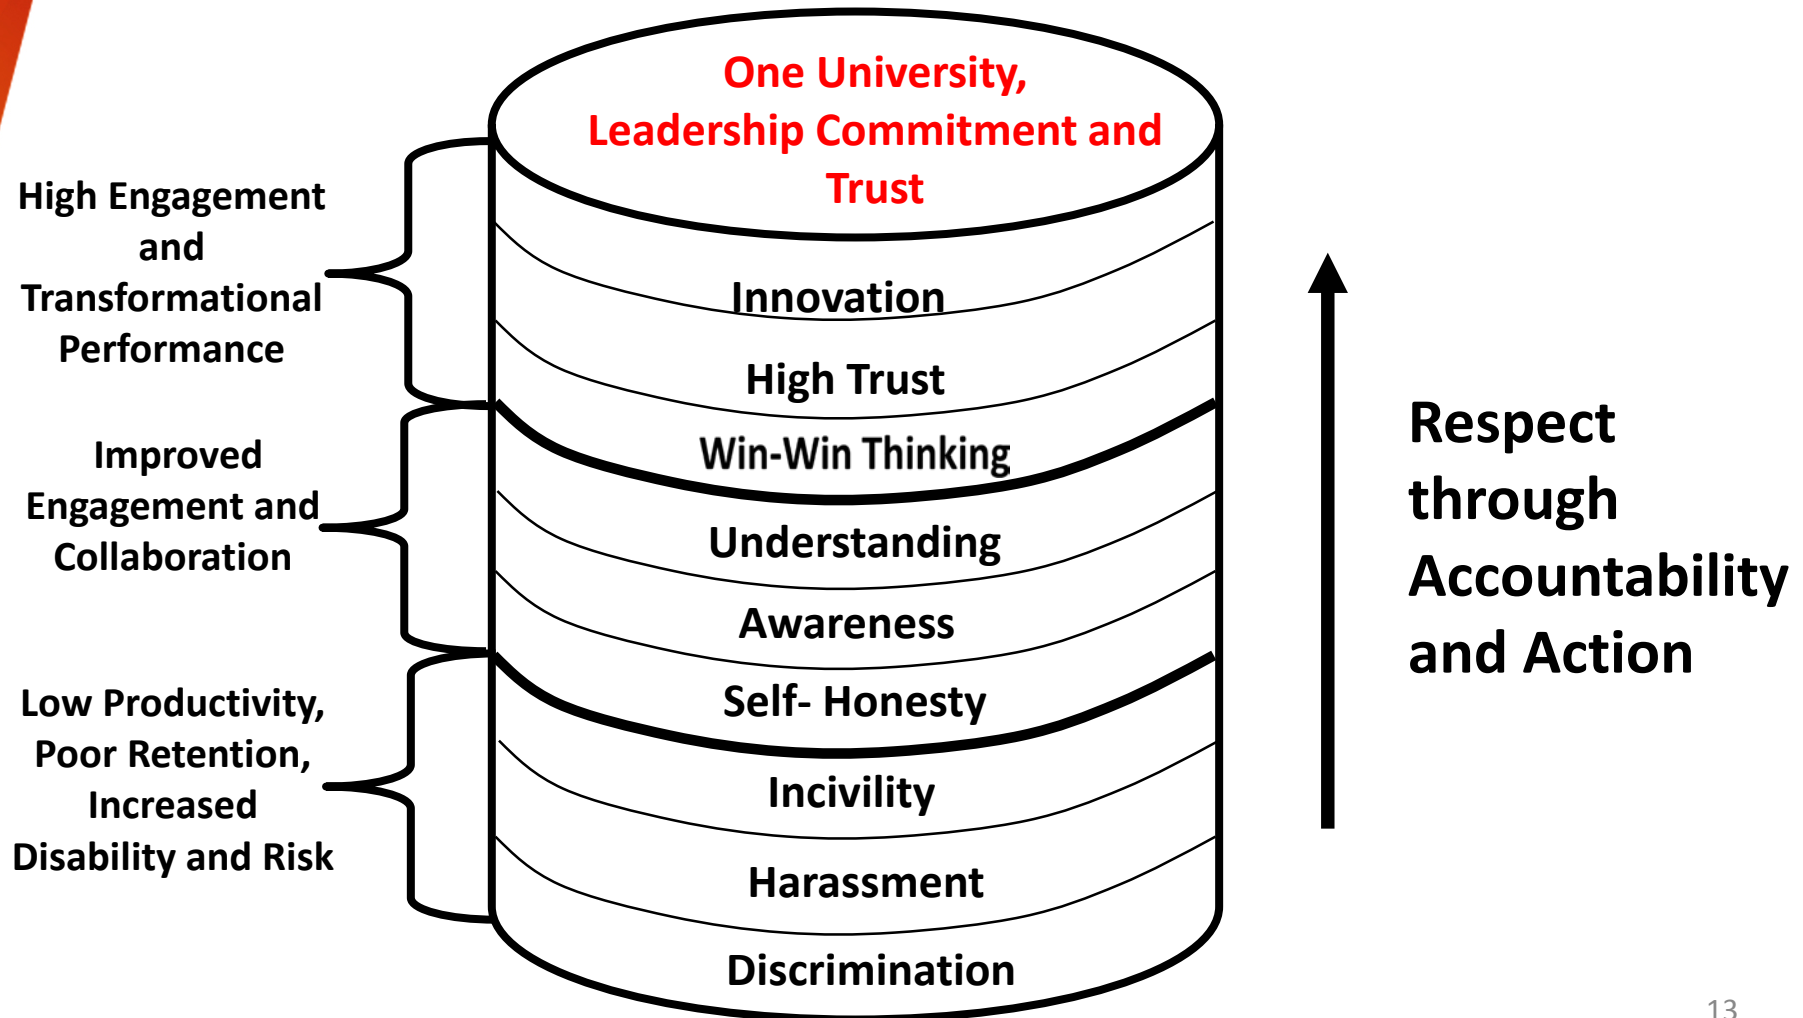 One University,
Leadership Commitment and
Trust
High Engagement
and
Transformational
Performance
Innovation
High Trust
Win-Win Thinking
Improved
Engagement and
Collaboration
Understanding
Awareness
Self- Honesty
Low Productivity,
Poor Retention,
Increased
Disability and Risk
Incivility
Harassment
Discrimination
Respect
through
Accountability
and Action
13